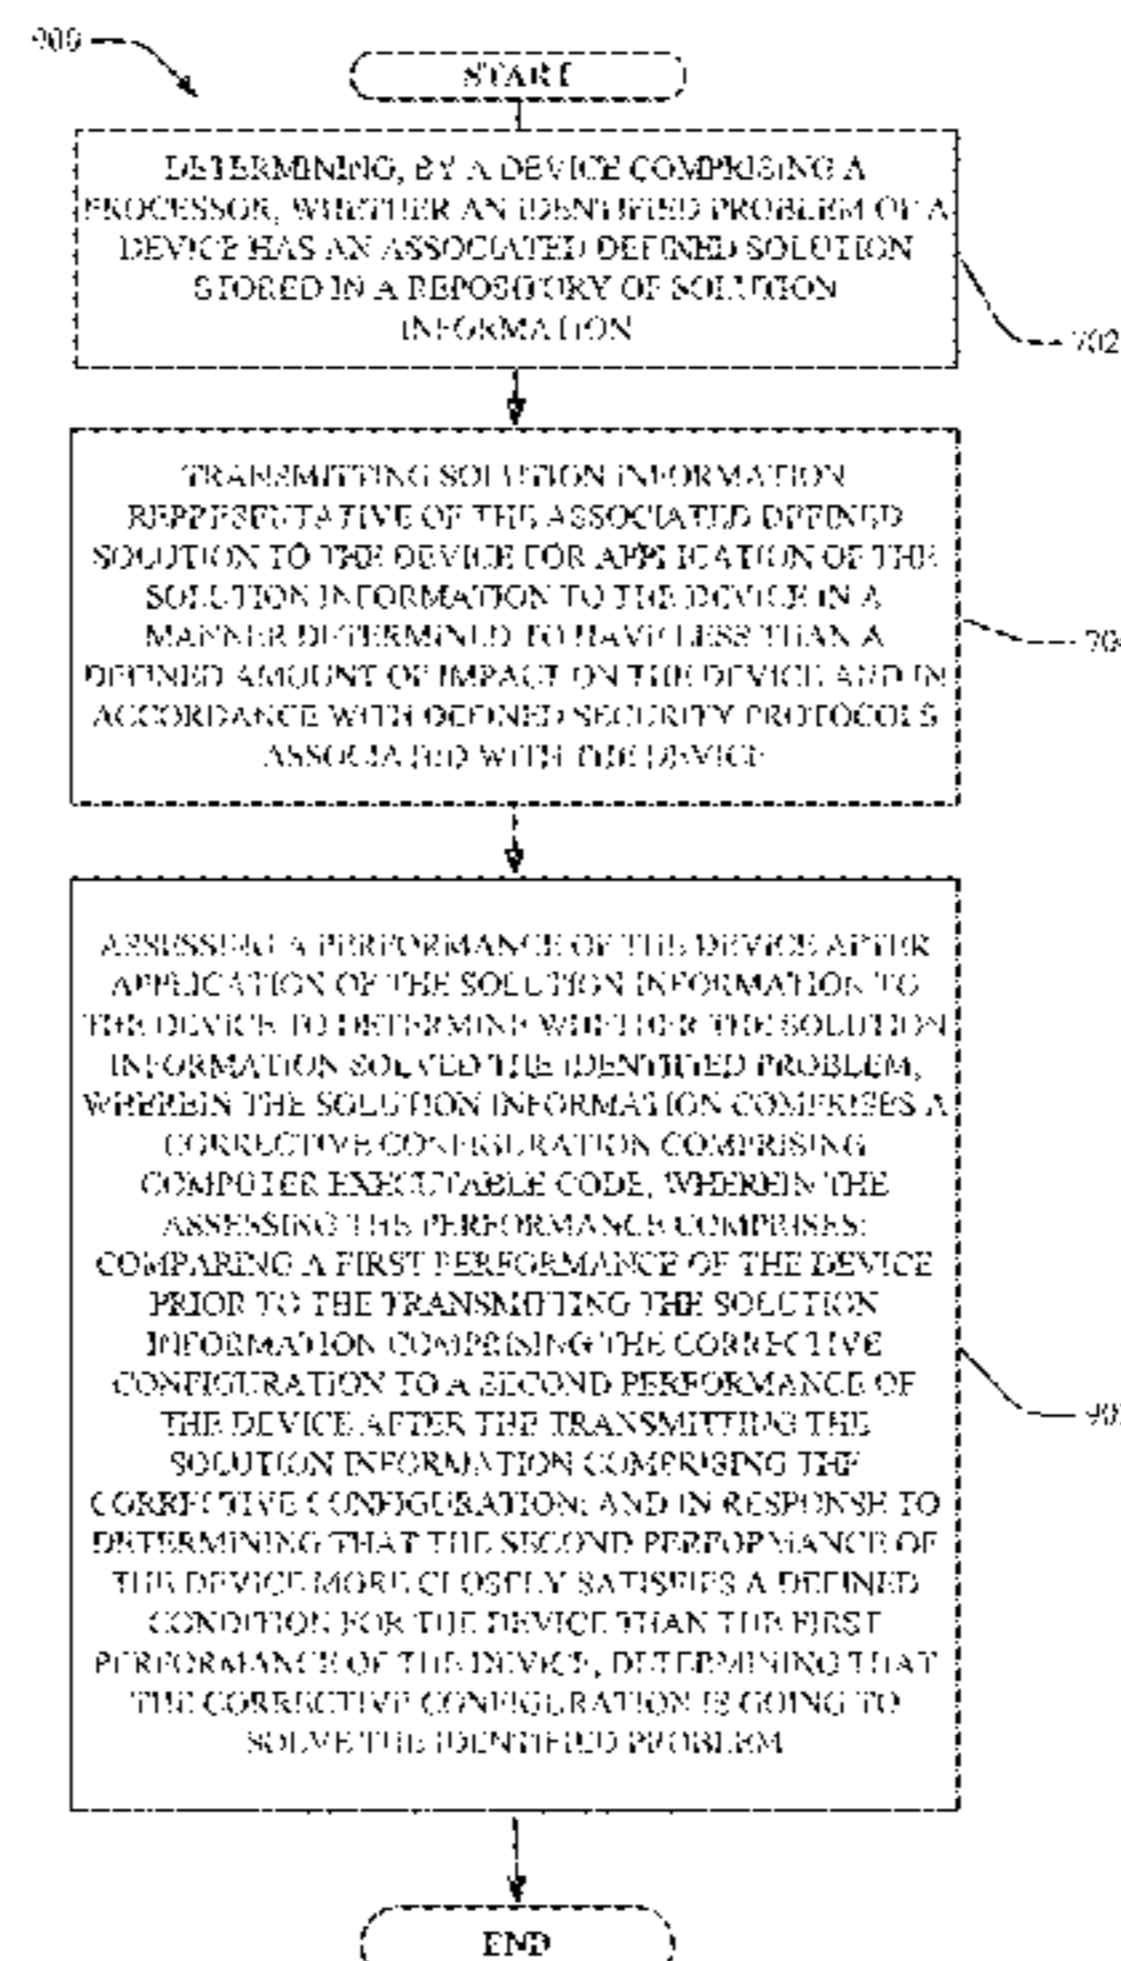 900
START
DETERMINING, BY A DEVICE COMPRISING A
PROCESSOR, WHETHER AN IDENTIFIED PROBLEM OF A
DEVICE HAS AN ASSOCIATED DEFINED SOLUTION
STORED IN A REPOSITORY OF SOLUTION
INFORMATION
702
TRANSMITTING SOLUTION INFORMATION
REPRESENTATIVE OF THE ASSOCIATED DEFINED
SOLUTION TO THE DEVICE FOR APPLICATION OF THE
SOLUTION INFORMATION TO THE DEVICE IN A
MANNER DETERMINED TO HAVE LESS THAN A
DEFINED AMOUNT OF IMPACT ON THE DEVICE AND IN
ACCORDANCE WITH DEFINED SECURITY PROTOCOLS
ASSOCIATED WITH THE DEVICE
70
ASSESSING A PERFORMANCE OF THE DEVICE AFTER
APPLICATION OF THE SOLUTION INFORMATION TO
THE DEVICE TO DETERMINE WHETHER THE SOLUTION
INFORMATION SOLVED THE IDENTIFIED PROBLEM,
WHEREIN THE SOLUTION INFORMATION COMPRISES A
CORRECTIVE CONFIGURATION COMPRISING
COMPUTER EXECUTABLE CODE, WHEREIN THE
ASSESSING THE PERFORMANCE COMPRISES:
COMPARING A FIRST PERFORMANCE OF THE DEVICE
PRIOR TO THE TRANSMITTING THE SOLUTION
INFORMATION COMPRISING THE CORRECTIVE
CONFIGURATION TO A SECOND PERFORMANCE OF
THE DEVICE AFTER THE TRANSMITTING THE
SOLUTION INFORMATION COMPRISING THE
CORRECTIVE CONFIGURATION; AND IN RESPONSE TO
DETERMINING THAT THE SECOND PERFORMANCE OF
THE DEVICE MORE CLOSELY SATISFIES A DEFINED
CONDITION FOR THE DEVICE THAN THE FIRST
PERFORMANCE OF THE DEVICE, DETERMINING THAT
THE CORRECTIVE CONFIGURATION IS GOING TO
SOLVE THE IDENTIFIED PROBLEM
90
END